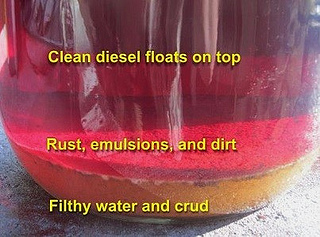 Clean diesel floats on top
Rust, emulsions, and dirt
Filthy water and crud